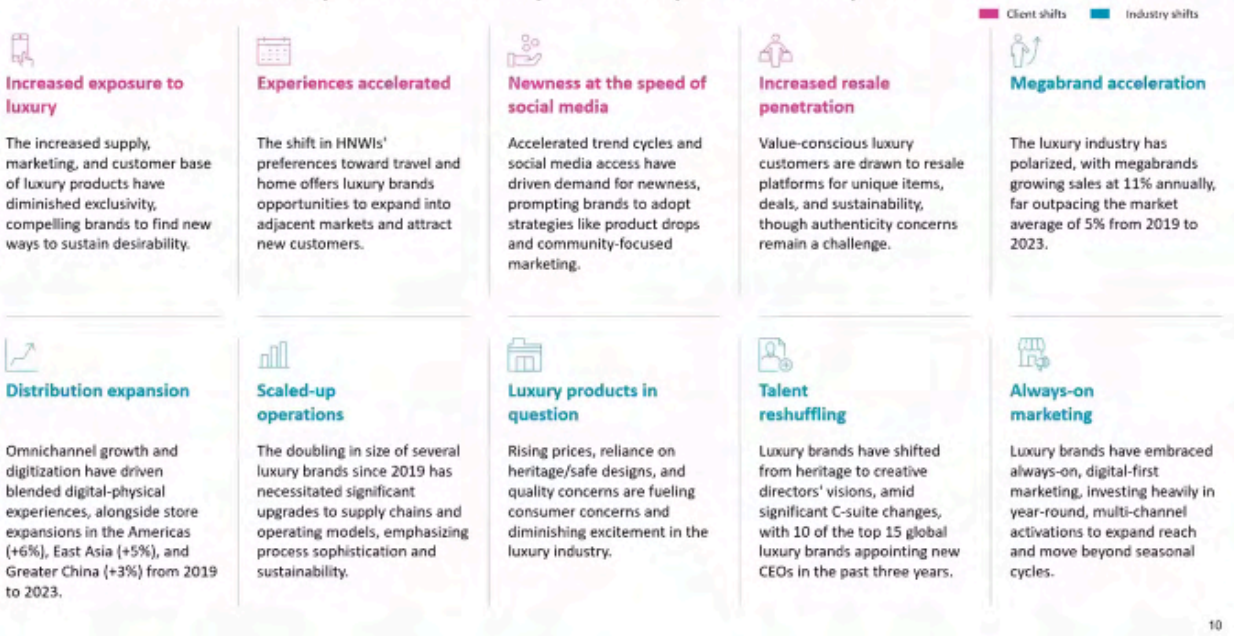 Client shifts
Industry shifts
Increased exposure to
luxury
The increased supply,
marketing, and customer base
of luxury products have
diminished exclusivity,
compelling brands to find new
ways to sustain desirability.
Experiences accelerated
The shift in HNWIs'
preferences toward travel and
home offers luxury brands
opportunities to expand into
adjacent markets and attract
new customers.
Newness at the speed of
social media
Accelerated trend cycles and
social media access have
driven demand for newness,
prompting brands to adopt
strategies like product drops
and community-focused
marketing.
Increased resale
penetration
Value-conscious luxury
customers are drawn to resale
platforms for unique items,
deals, and sustainability,
though authenticity concerns
remain a challenge.
Megabrand acceleration
The luxury industry has
polarized, with megabrands
growing sales at 11% annually,
far outpacing the market
average of 5% from 2019 to
2023.
Distribution expansion
Omnichannel growth and
digitization have driven
blended digital-physical
experiences, alongside store
expansions in the Americas
(+6%), East Asia (+5%), and
Greater China (+3%) from 2019
to 2023.
Scaled-up
operations
The doubling in size of several
luxury brands since 2019 has
necessitated significant
upgrades to supply chains and
operating models, emphasizing
process sophistication and
sustainability.
Luxury products in
question
Rising prices, reliance on
heritage/safe designs, and
quality concerns are fueling
consumer concerns and
diminishing excitement in the
luxury industry.
Talent
reshuffling
Luxury brands have shifted
from heritage to creative
directors' visions, amid
significant C-suite changes,
with 10 of the top 15 global
luxury brands appointing new
CEOs in the past three years.
Always-on
marketing
Luxury brands have embraced
always-on, digital-first
marketing, investing heavily in
year-round, multi-channel
activations to expand reach
and move beyond seasonal
cycles.
10